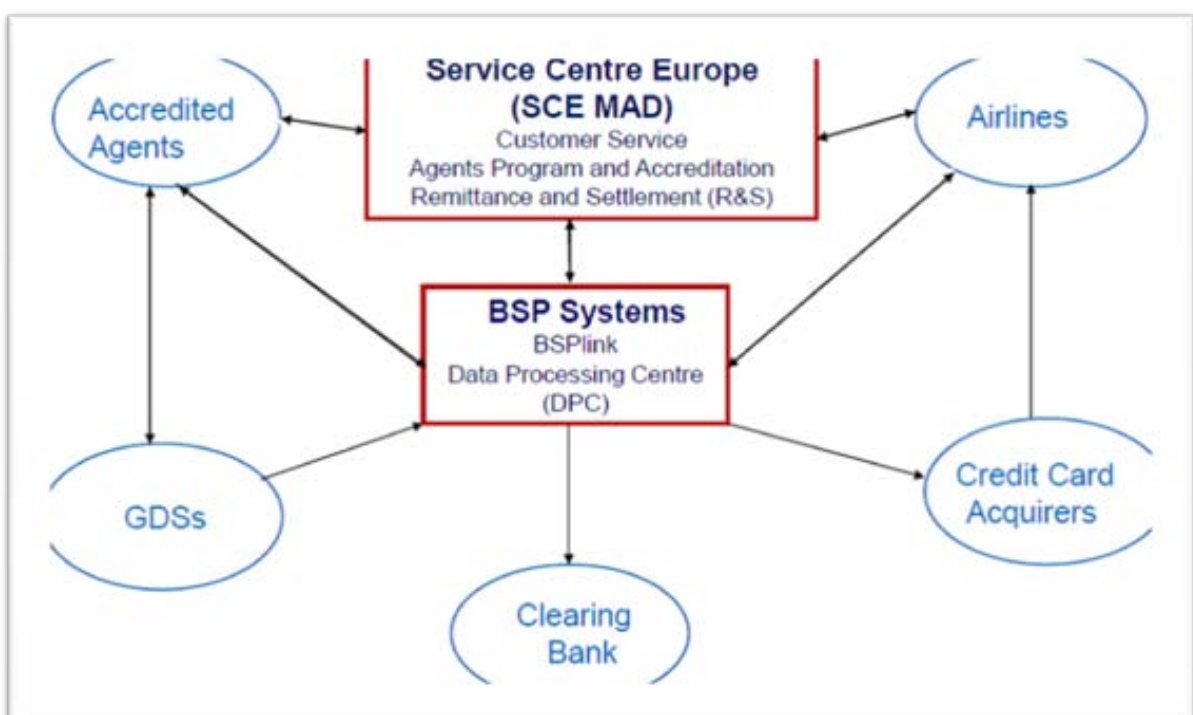 Service Centre Europe
(SCE MAD)
Customer Service
Agents Program and Accreditation
Remittance and Settlement (R&S)
Accredited
Agents
Airlines
BSP Systems
BSPlink
Data Processing Centre
(DPC)
GDSs
Credit Card
Acquirers
Clearing
Bank